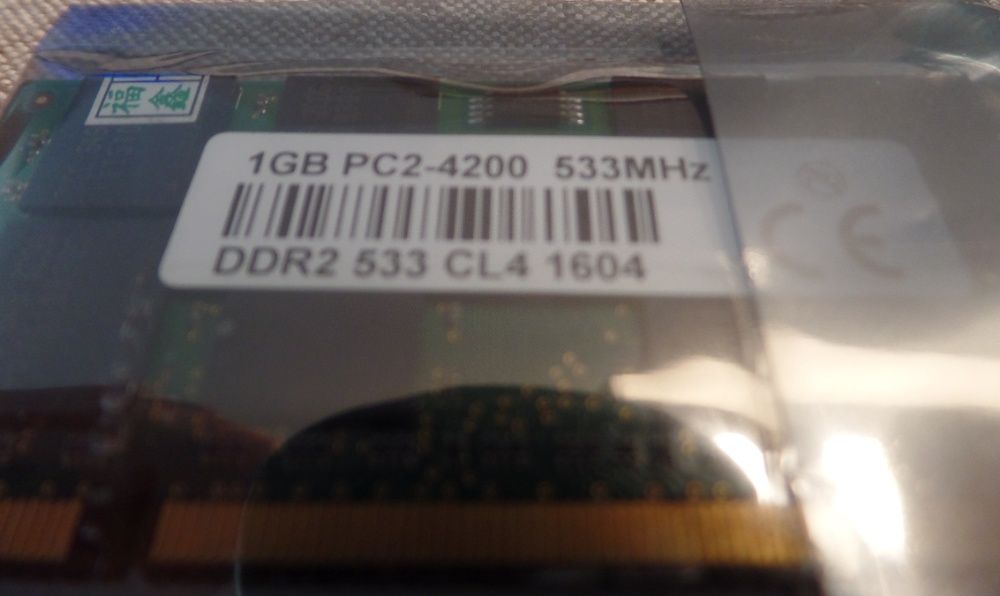 福鑫
1GB PC2-4200 533MHz
DDR2 533 CL4 1604
CE